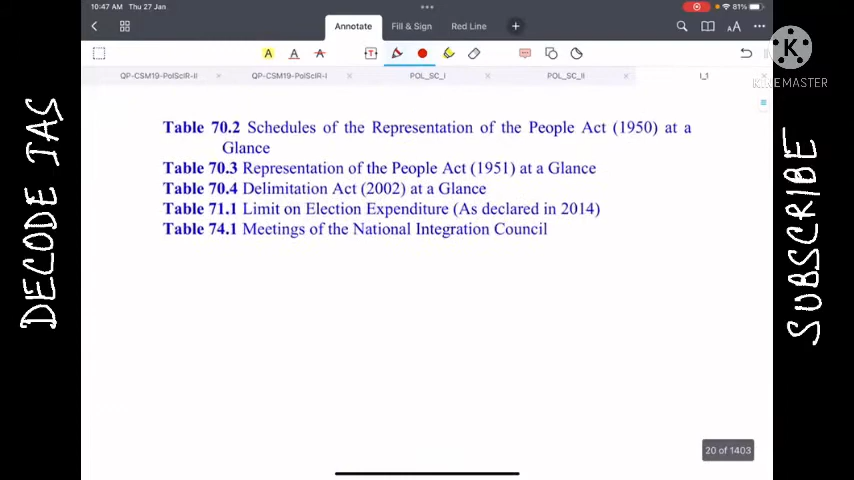 10:47 AM Thu 27 Jan
81%
Annotate
Fill & Sign
Red Line
QP-CSM19-PolScIR-II
QP-CSM19-PolScIR-I
POL_SC_I
POL_SC_II
I_1
K
KINEMASTER
DECODE IAS
SUBSCRIBE
Table 70.2 Schedules of the Representation of the People Act (1950) at a
Glance
Table 70.3 Representation of the People Act (1951) at a Glance
Table 70.4 Delimitation Act (2002) at a Glance
Table 71.1 Limit on Election Expenditure (As declared in 2014)
Table 74.1 Meetings of the National Integration Council
20 of 1403